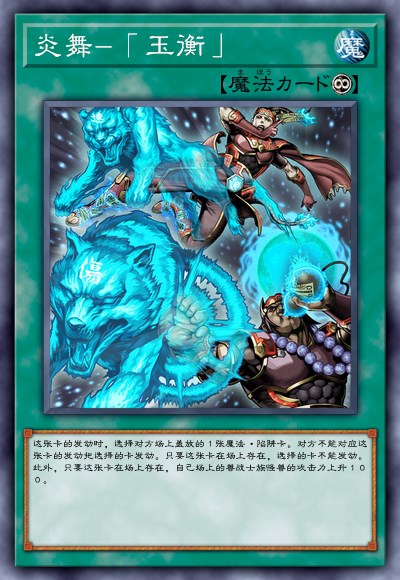 炎舞－「玉衡」
魔
【魔法カード】
まほう
傷
这张卡的发动时，选择对方场上盖放的１张魔法·陷阱卡。对方不能对应这
张卡的发动把选择的卡发动。只要这张卡在场上存在，选择的卡不能发动。
此外，只要这张卡在场上存在，自己场上的兽战士族怪兽的攻击力上升１０
０。